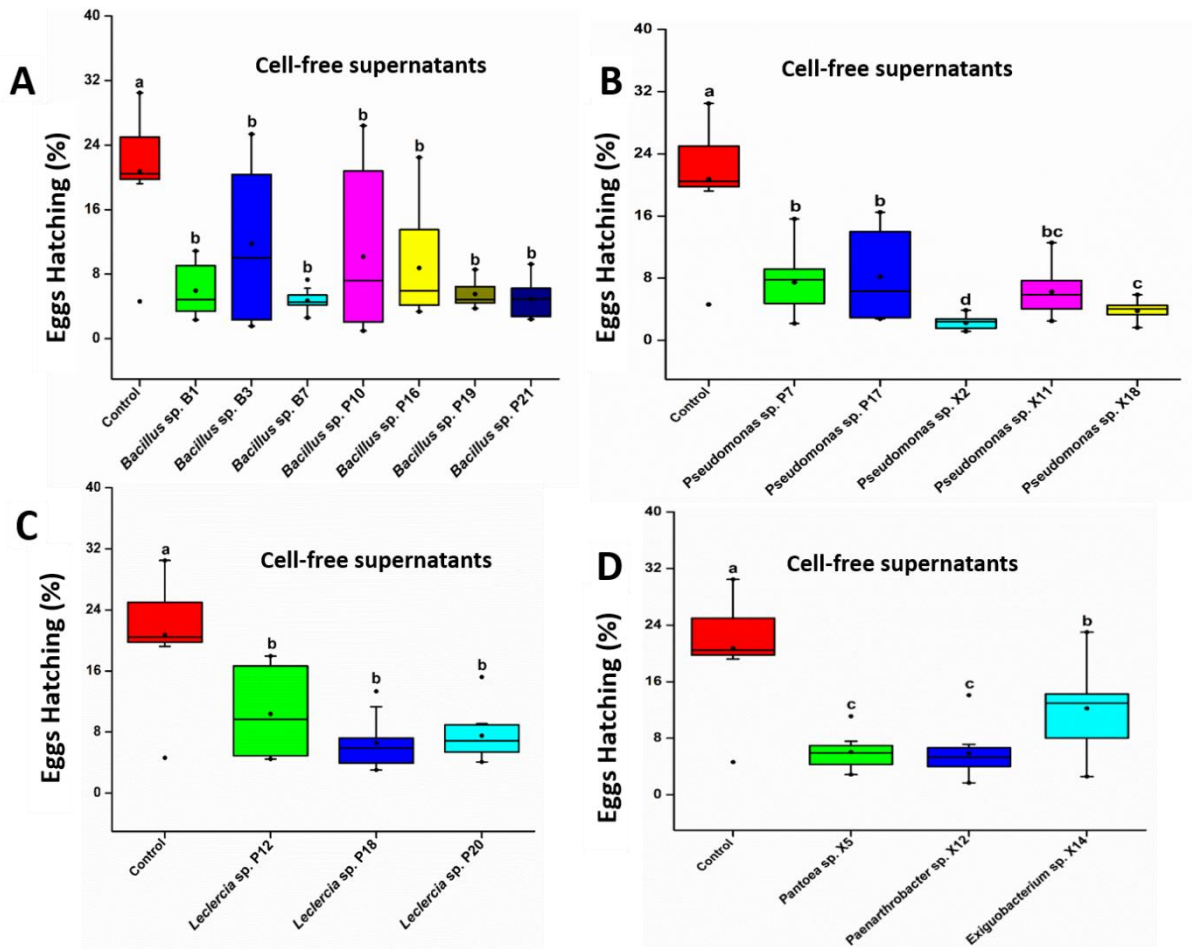 A
Cell-free supernatants
Eggs Hatching (%)
40
32
24
16
8
0
a
b
b
b
b
b
b
b
Control
Bacillus sp. B1
Bacillus sp. B3
Bacillus sp. B7
Bacillus sp. P10
Bacillus sp. P16
Bacillus sp. P19
Bacillus sp. P21
B
Cell-free supernatants
Eggs Hatching (%)
40
32
24
16
8
0
a
b
b
d
bc
c
Control
Pseudomonas sp. P7
Pseudomonas sp. P17
Pseudomonas sp. X2
Pseudomonas sp. X11
Pseudomonas sp. X18
C
Cell-free supernatants
Eggs Hatching (%)
40
32
24
16
8
0
a
b
b
b
Control
Leclercia sp. P12
Leclercia sp. P18
Leclercia sp. P20
D
Cell-free supernatants
Eggs Hatching (%)
40
32
24
16
8
0
a
c
c
b
Control
Pantoea sp. X5
Paenarthrobacter sp. X12
Exiguobacterium sp. X14